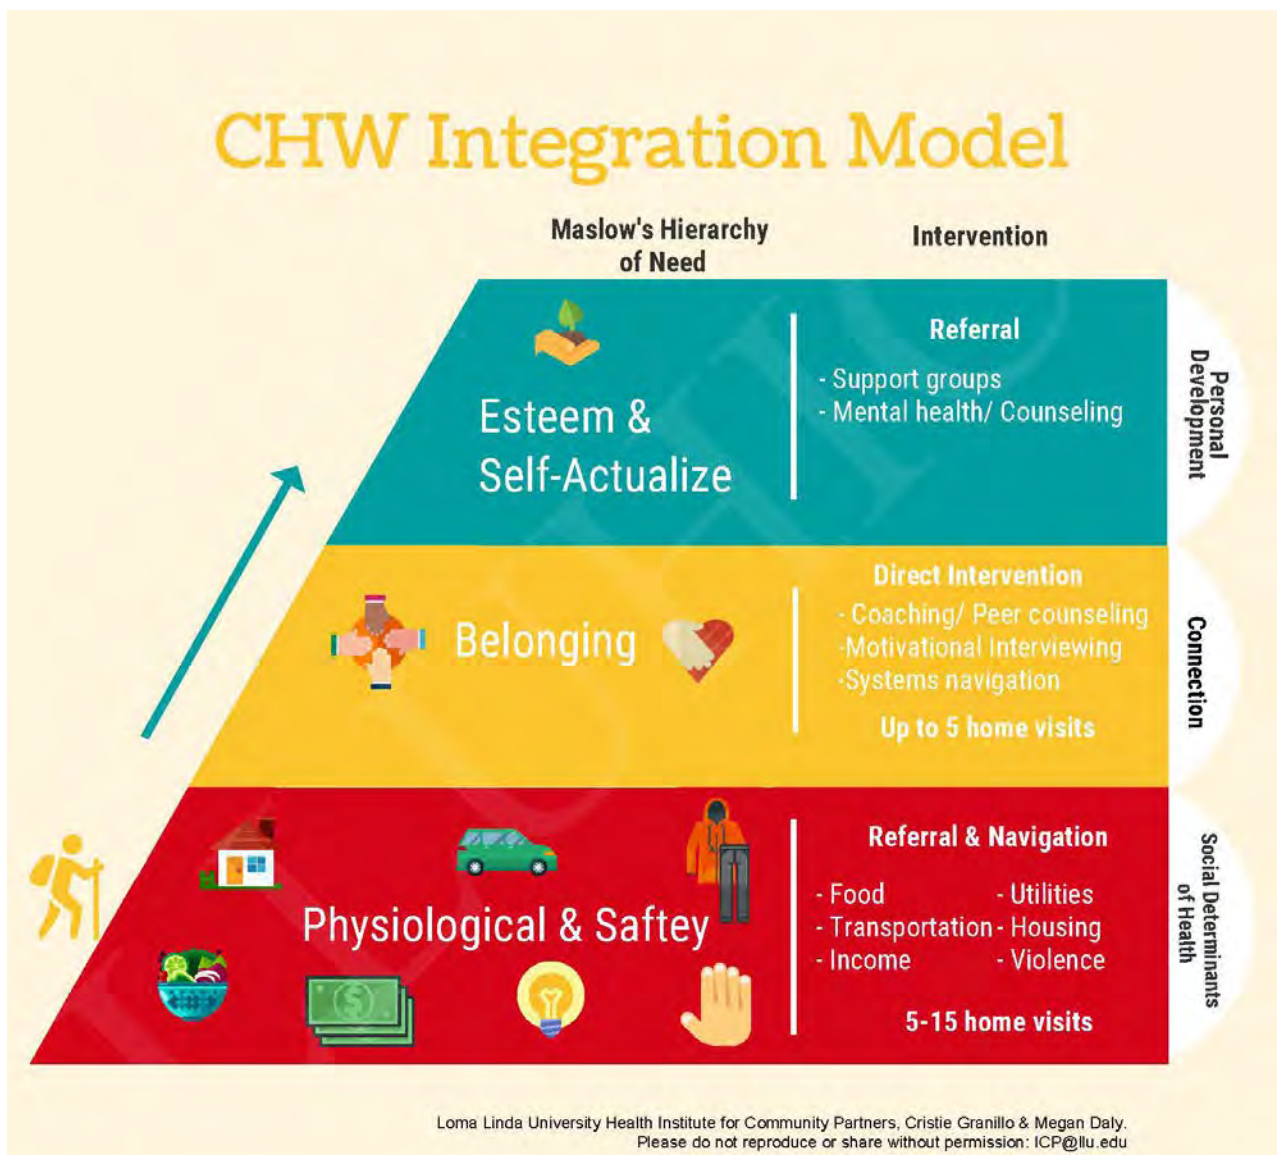 CHW Integration Model
Maslow's Hierarchy
of Need
Intervention
Esteem &
Self-Actualize
Referral
- Support groups
- Mental health/ Counseling
Personal
Development
Belonging
Direct Intervention
- Coaching/ Peer counseling
-Motivational Interviewing
-Systems navigation
Up to 5 home visits
Connection
Physiological & Saftey
Referral & Navigation
- Food
- Utilities
- Transportation
- Housing
- Income
- Violence
5-15 home visits
Social Determinants
of Health
Loma Linda University Health Institute for Community Partners, Cristie Granillo & Megan Daly.
Please do not reproduce or share without permission: ICP@llu.edu